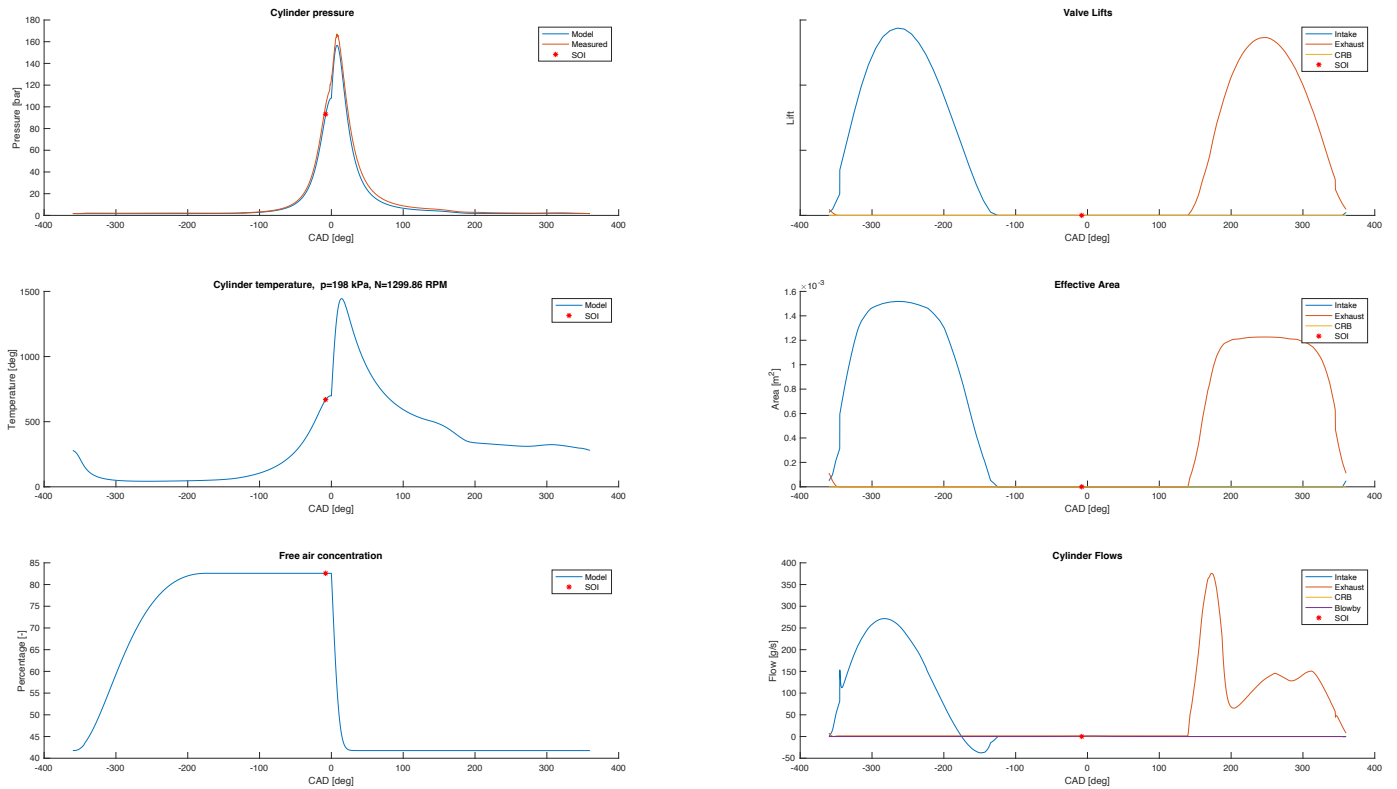 Cylinder pressure
180
160
140
120
100
80
60
40
20
0
Pressure [bar]
-400 -300 -200 -100 0 100 200 300 400
CAD [deg]
Model
Measured
SOI
Valve Lifts
Lift
-400 -300 -200 -100 0 100 200 300 400
CAD [deg]
Intake
Exhaust
CRB
SOI
Cylinder temperature, p=198 kPa, N=1299.86 RPM
1500
1000
500
0
Temperature [deg]
-400 -300 -200 -100 0 100 200 300 400
CAD [deg]
Model
SOI
Effective Area
×10⁻³
1.6
1.4
1.2
1
0.8
0.6
0.4
0.2
0
Area [m²]
-400 -300 -200 -100 0 100 200 300 400
CAD [deg]
Intake
Exhaust
CRB
SOI
Free air concentration
85
80
75
70
65
60
55
50
45
40
Percentage [-]
-400 -300 -200 -100 0 100 200 300 400
CAD [deg]
Model
SOI
Cylinder Flows
400
350
300
250
200
150
100
50
0
-50
Flow [g/s]
-400 -300 -200 -100 0 100 200 300 400
CAD [deg]
Intake
Exhaust
CRB
Blowby
SOI